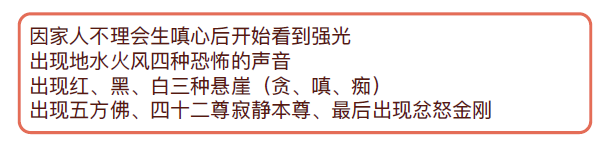 因家人不理会生嗔心后开始看到强光
出现地水火风四种恐怖的声音
出现红、黑、白三种悬崖（贪、嗔、痴）
出现五方佛、四十二尊寂静本尊、最后出现忿怒金刚